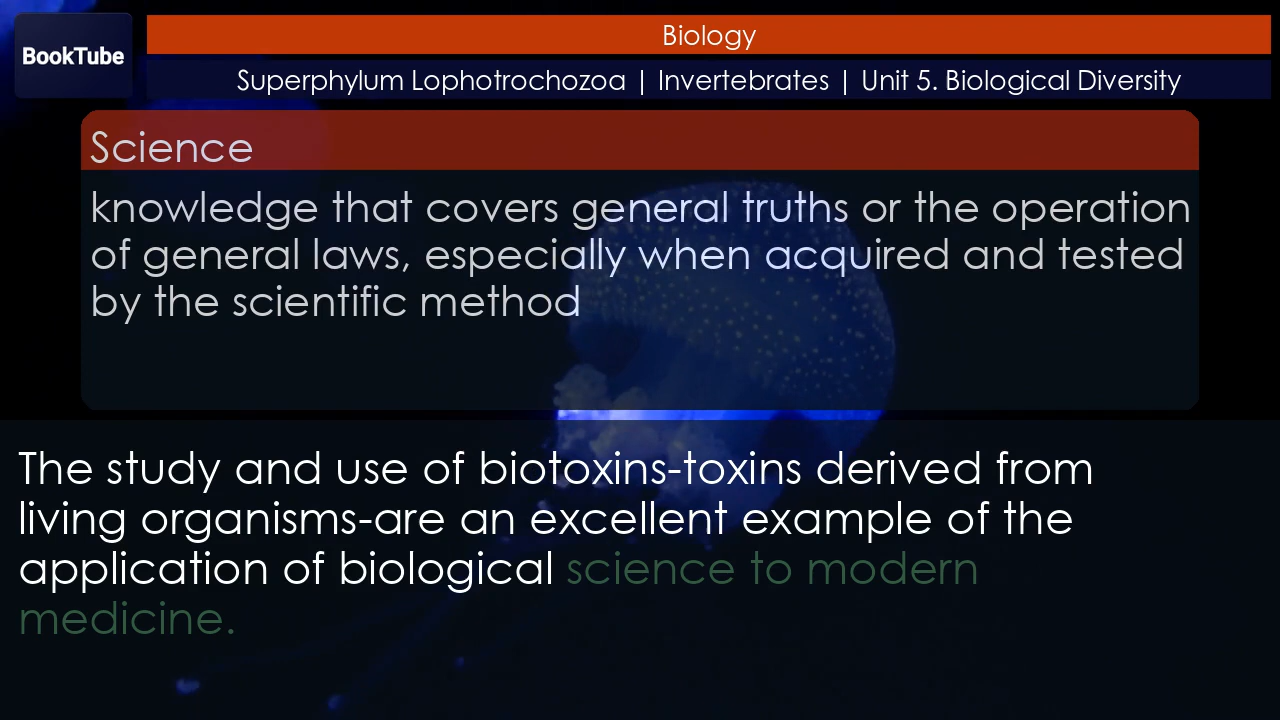 BookTube
Biology
Superphylum Lophotrochozoa | Invertebrates | Unit 5. Biological Diversity
Science
knowledge that covers general truths or the operation
of general laws, especially when acquired and tested
by the scientific method
The study and use of biotoxins-toxins derived from
living organisms-are an excellent example of the
application of biological science to modern
medicine.